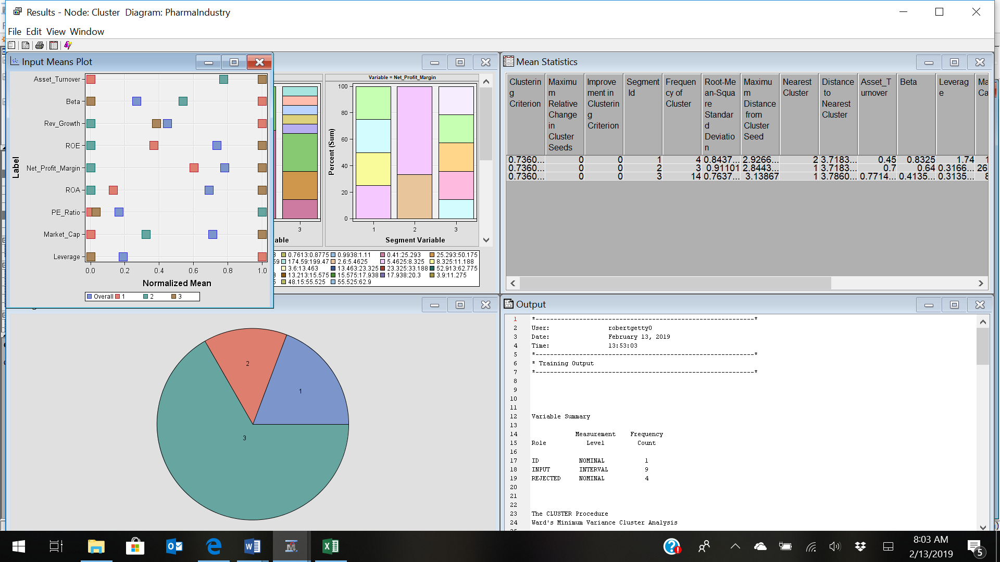 Results - Node: Cluster  Diagram: PharmaIndustry
File Edit View Window
Input Means Plot
Asset_Turnover
Beta
Rev_Growth
ROE
Net_Profit_Margin
ROA
PE_Ratio
Market_Cap
Leverage
Label
0.0 0.2 0.4 0.6 0.8 1.0
Normalized Mean
Overall 1 2 3
3
able
Variable = Net_Profit_Margin
Percent (Sum)
100
80
60
40
20
0
1 2 3
Segment Variable
0.7613:0.8775 0.9938:1.11 0.41:25.293 25.293:50.175
174.59:199.47 2.6:5.4625 5.4625:8.325 8.325:11.188
3.6:13.463 13.463:23.325 23.325:33.188 52.913:62.775
13.213:15.575 15.575:17.938 17.938:20.3 3.9:11.275
48.15:55.525 55.525:62.9
Mean Statistics
Clustering Criterion
Maximum Relative Change in Cluster Seeds
Improvement in Clustering Criterion
Segment Id
Frequency of Cluster
Root-Mean-Square Standard Deviation
Maximum Distance from Cluster Seed
Nearest Cluster
Distance to Nearest Cluster
Asset_Turnover
Beta
Leverage
Ma
Ca
0.7360... 0 0 1 4 0.8437... 2.9266... 2 3.7183... 0.45 0.8325 1.74 1
0.7360... 0 0 2 3 0.91101 2.8443... 1 3.7183... 0.7 0.64 0.3166... 26
0.7360... 0 0 3 14 0.7637... 3.13867 1 3.7860... 0.7714... 0.4135... 0.3135... 8
1
2
3
Output
1 *------------------------------------------------------------*
2 User: robertgetty0
3 Date: February 13, 2019
4 Time: 13:53:03
5 *------------------------------------------------------------*
6 * Training Output
7 *------------------------------------------------------------*
8
9
10
11
12 Variable Summary
13
14 Measurement Frequency
15 Role Level Count
16
17 ID NOMINAL 1
18 INPUT INTERVAL 9
19 REJECTED NOMINAL 4
20
21
22
23 The CLUSTER Procedure
24 Ward's Minimum Variance Cluster Analysis
8:03 AM
2/13/2019
5